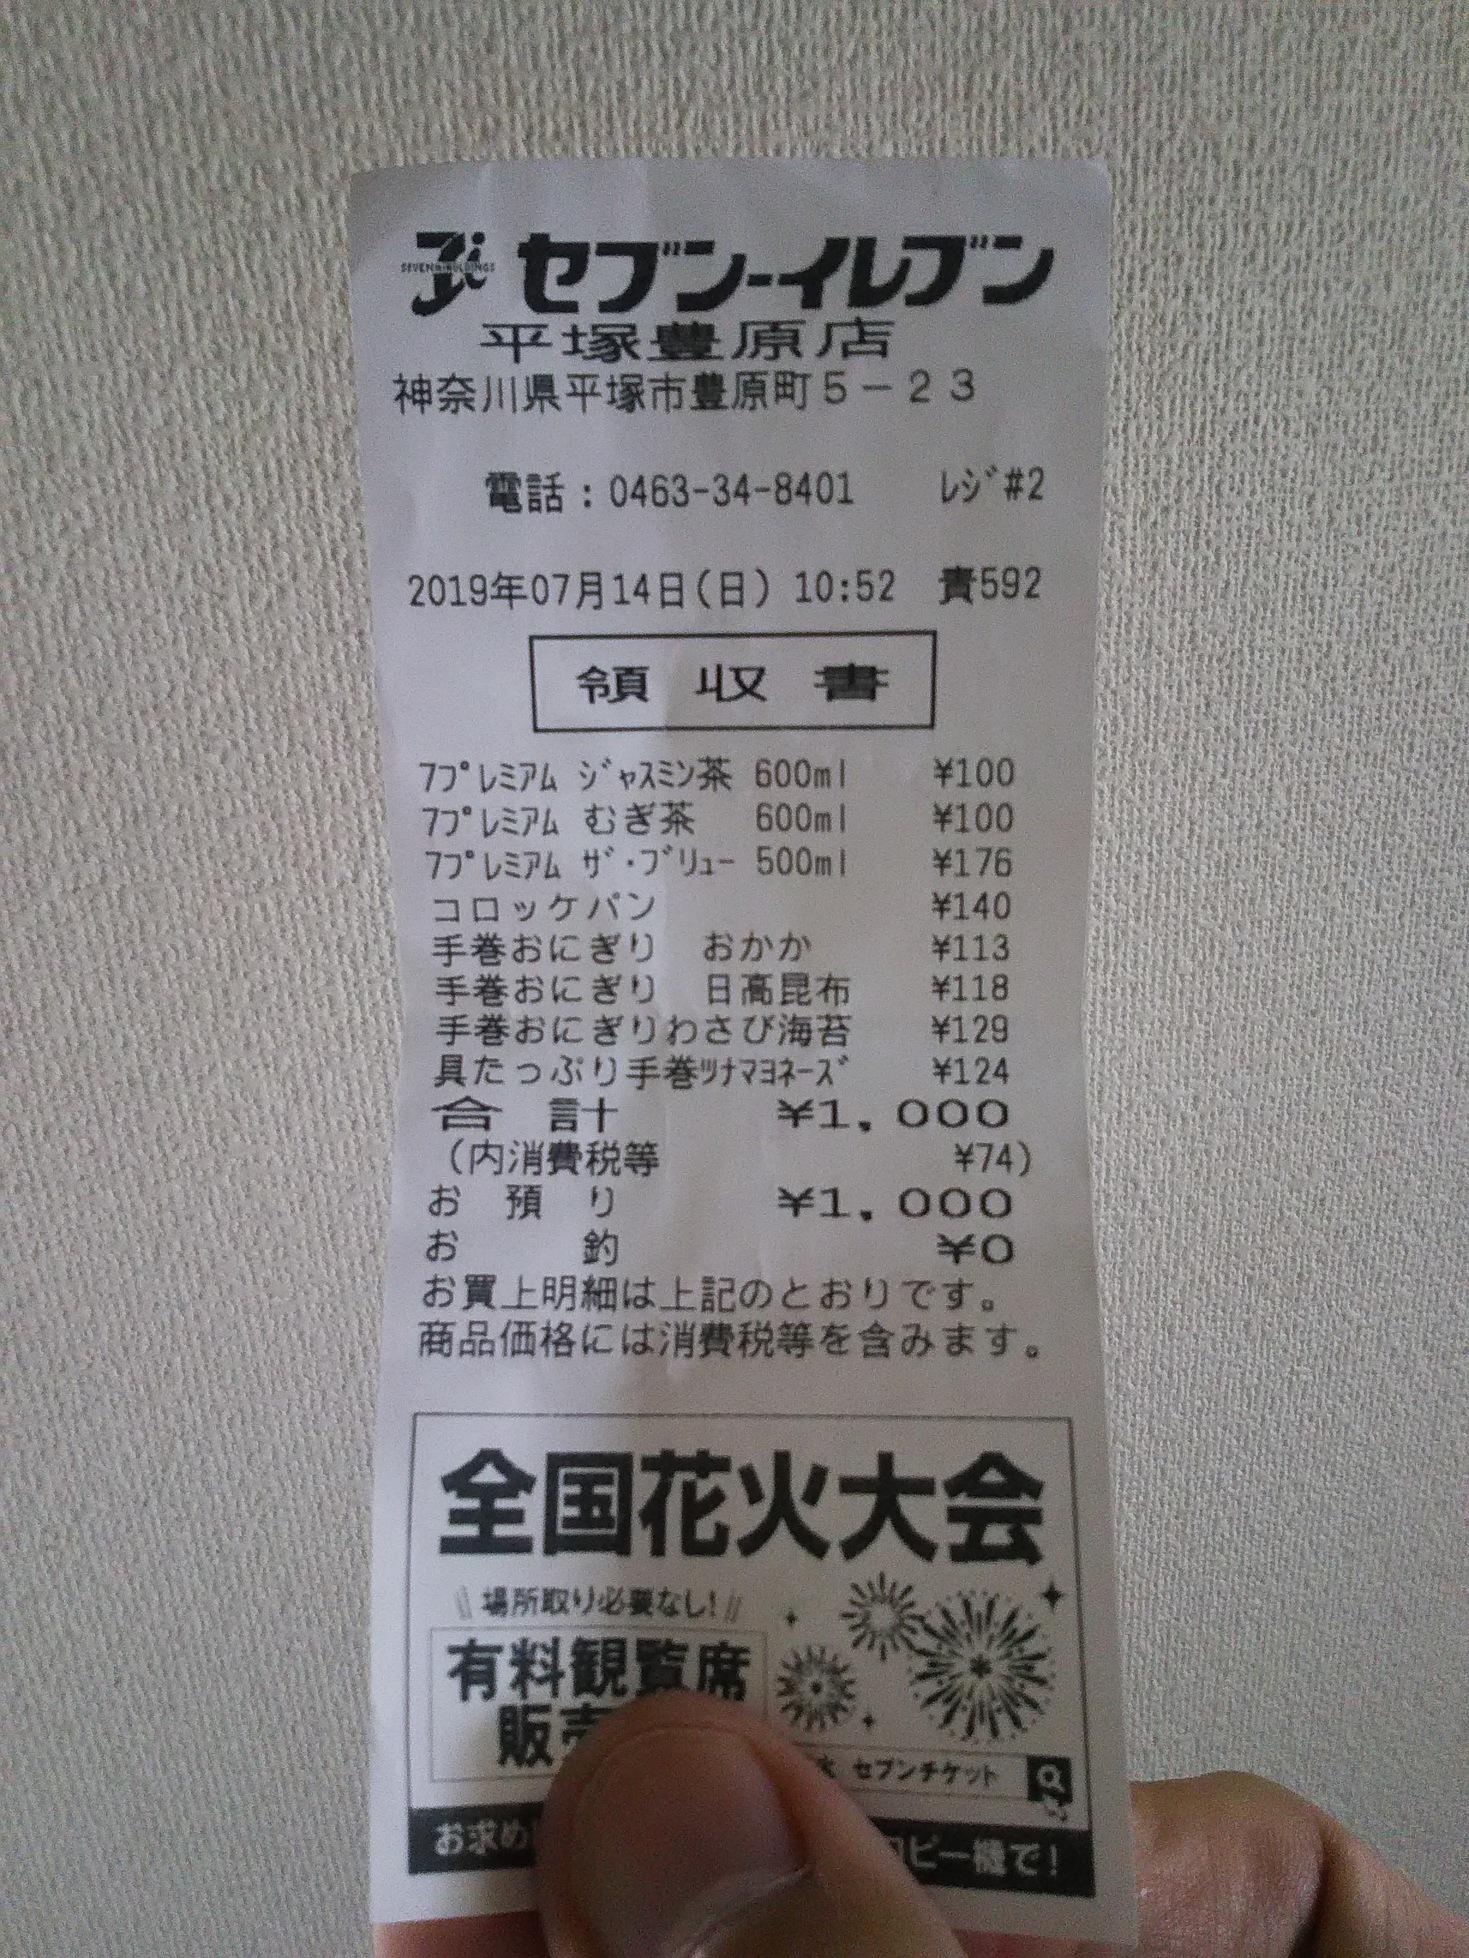 セブン-イレブン
平塚豊原店
神奈川県平塚市豊原町5-23
電話:0463-34-8401 レジ#2
2019年07月14日(日) 10:52 責592
領 収 書
7プレミアム ジャスミン茶 600ml ¥100
7プレミアム むぎ茶 600ml ¥100
7プレミアム ザ・ブリュー 500ml ¥176
コロッケパン ¥140
手巻おにぎり おかか ¥113
手巻おにぎり 日高昆布 ¥118
手巻おにぎりわさび海苔 ¥129
具たっぷり手巻ツナマヨネーズ ¥124
合 計 ¥1,000
(内消費税等 ¥74)
お 預 り ¥1,000
お 釣 ¥0
お買上明細は上記のとおりです。
商品価格には消費税等を含みます。
全国花火大会
\\ 場所取り必要なし! //
有料観覧席
販売
セブンチケット
お求め コピー機で!